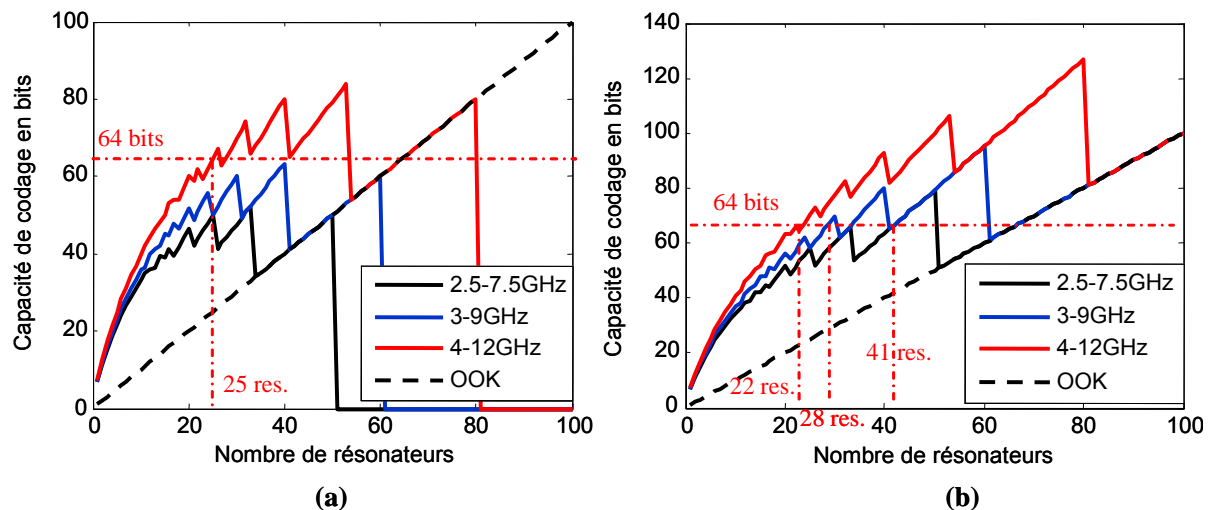 Capacité de codage en bits
100
80
60
40
20
0
64 bits
25 res.
2.5-7.5GHz
3-9GHz
4-12GHz
OOK
0 20 40 60 80 100
Nombre de résonateurs
(a)
Capacité de codage en bits
140
120
100
80
60
40
20
0
64 bits
22 res.
28 res.
41 res.
2.5-7.5GHz
3-9GHz
4-12GHz
OOK
0 20 40 60 80 100
Nombre de résonateurs
(b)